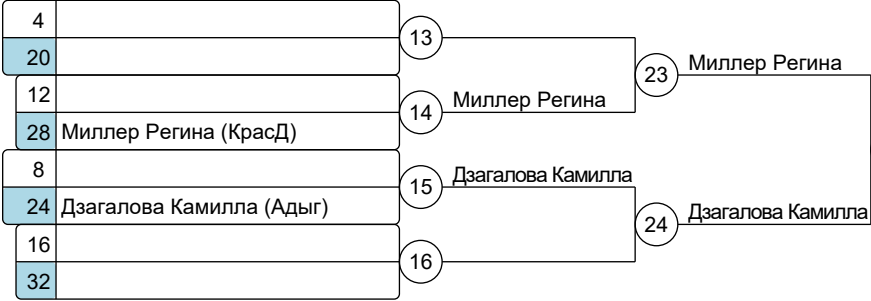 4
20
13
12
28 Миллер Регина (КрасД)
14 Миллер Регина
23 Миллер Регина
8
24 Дзагалова Камилла (Адыг)
15 Дзагалова Камилла
16
32
16
24 Дзагалова Камилла